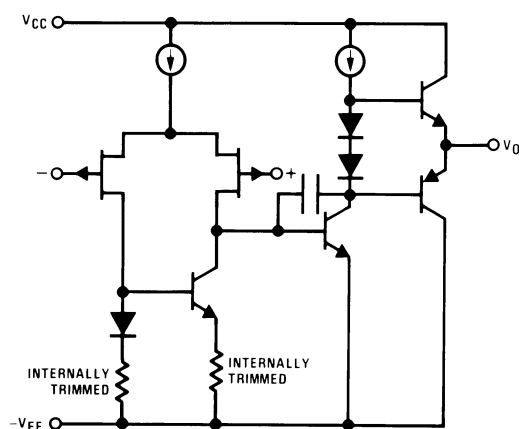 VCC
−
+
VO
INTERNALLY
TRIMMED
INTERNALLY
TRIMMED
-VEE